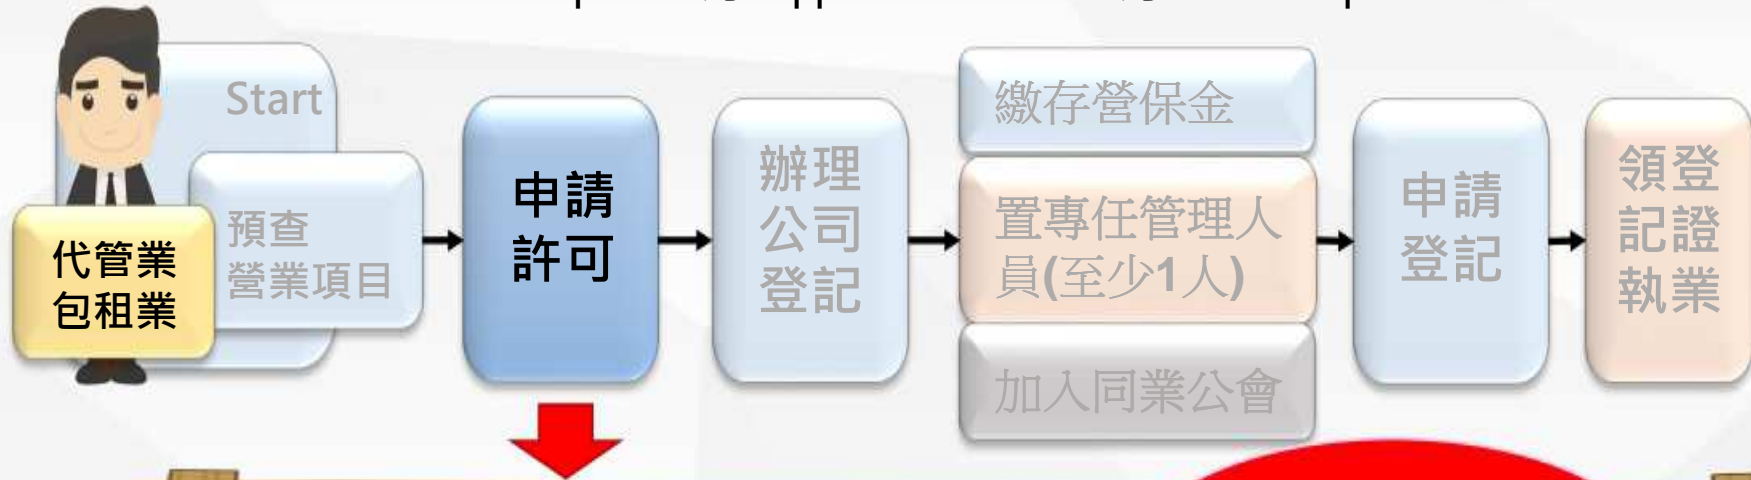 Start
預查
營業項目
代管業
包租業
申請
許可
辦理
公司
登記
繳存營保金
置專任管理人
員(至少1人)
加入同業公會
申請
登記
領登
記證
執業